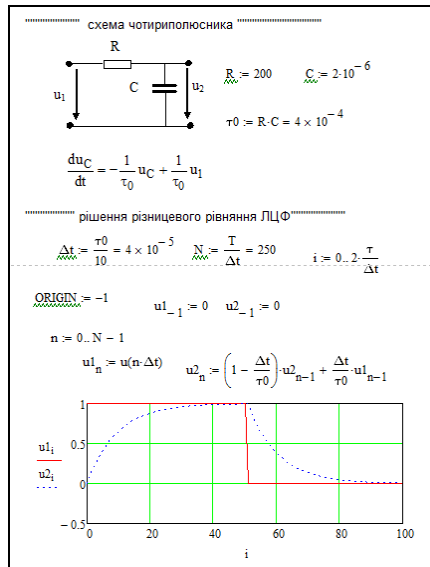 """""""""""""""""" схема чотириполюсника """"""""""""""""""""""""""""
R
C
u1
u2
R := 200 C := 2·10^-6
τ0 := R·C = 4 × 10^-4
du_C/dt = -1/τ_0 u_C + 1/τ_0 u_1
"""""""""""""""""" рішення різницевого рівняння ЛЦФ""""""""""""""""""
Δt := τ0/10 = 4 × 10^-5 N := T/Δt = 250 i := 0.. 2·τ/Δt
ORIGIN := -1 u1_-1 := 0 u2_-1 := 0
n := 0.. N - 1
u1_n := u(n·Δt) u2_n := (1 - Δt/τ0)·u2_n-1 + Δt/τ0·u1_n-1
1
0.5
0
- 0.5
u1_i
u2_i
0 20 40 60 80 100
i